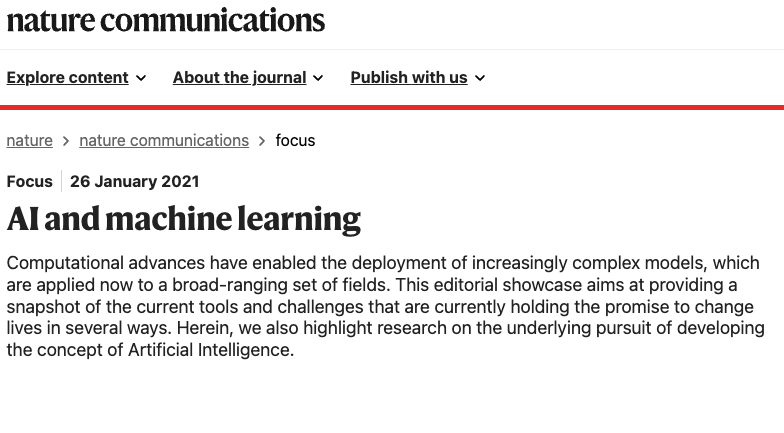 nature communications
Explore content
About the journal
Publish with us
nature > nature communications > focus
Focus | 26 January 2021
AI and machine learning
Computational advances have enabled the deployment of increasingly complex models, which
are applied now to a broad-ranging set of fields. This editorial showcase aims at providing a
snapshot of the current tools and challenges that are currently holding the promise to change
lives in several ways. Herein, we also highlight research on the underlying pursuit of developing
the concept of Artificial Intelligence.